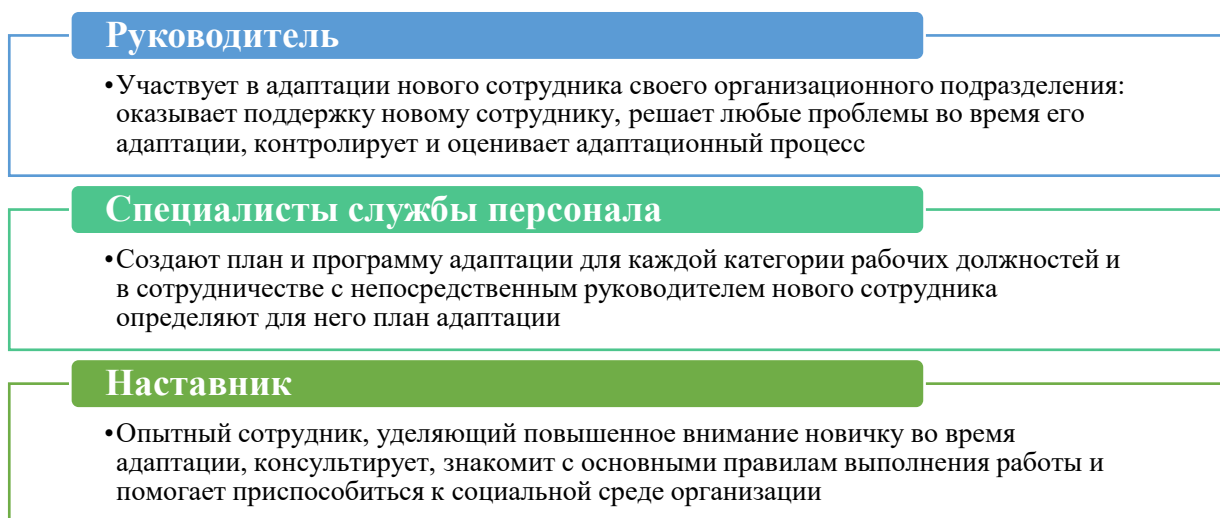 Руководитель
•Участвует в адаптации нового сотрудника своего организационного подразделения:
оказывает поддержку новому сотруднику, решает любые проблемы во время его
адаптации, контролирует и оценивает адаптационный процесс
Специалисты службы персонала
•Создают план и программу адаптации для каждой категории рабочих должностей и
в сотрудничестве с непосредственным руководителем нового сотрудника
определяют для него план адаптации
Наставник
•Опытный сотрудник, уделяющий повышенное внимание новичку во время
адаптации, консультирует, знакомит с основными правилам выполнения работы и
помогает приспособиться к социальной среде организации